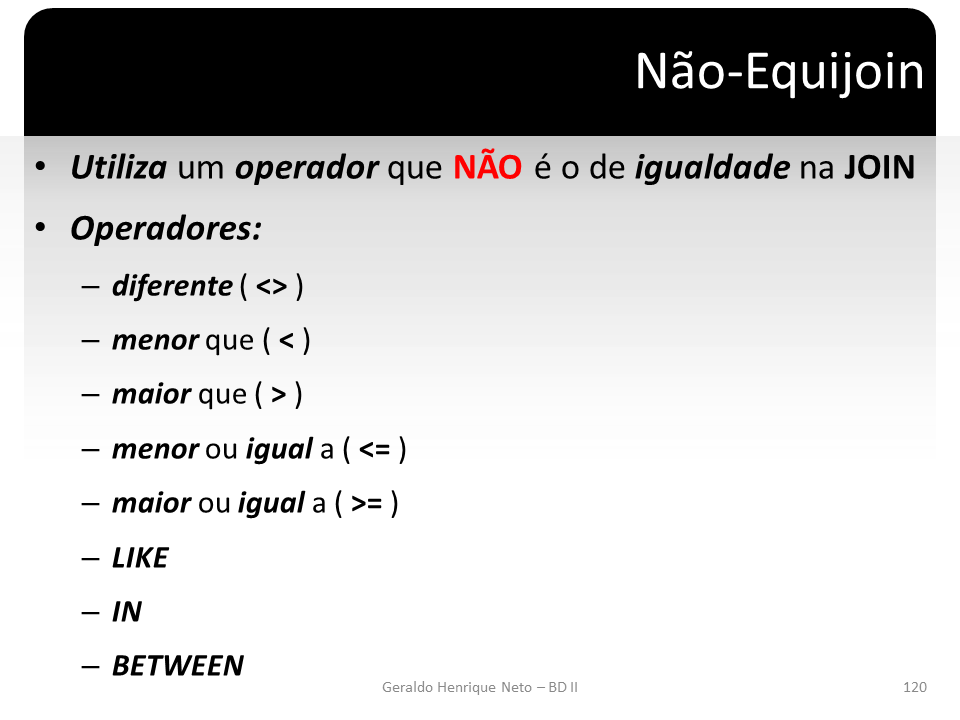 Não-Equijoin
• Utiliza um operador que NÃO é o de igualdade na JOIN
• Operadores:
– diferente ( <> )
– menor que ( < )
– maior que ( > )
– menor ou igual a ( <= )
– maior ou igual a ( >= )
– LIKE
– IN
– BETWEEN
Geraldo Henrique Neto – BD II
120